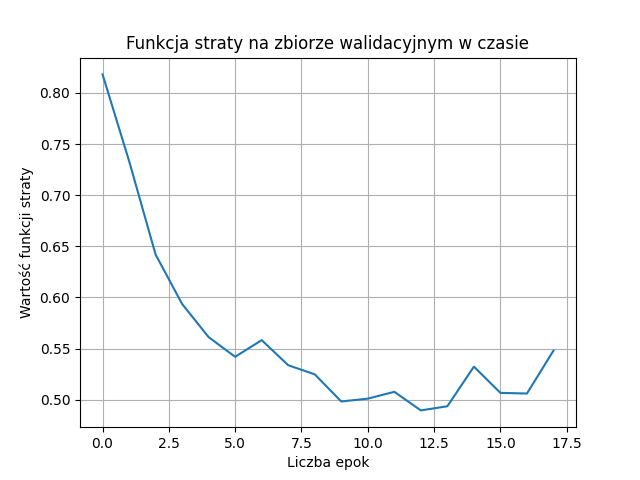 Funkcja straty na zbiorze walidacyjnym w czasie
0.80
0.75
0.70
0.65
0.60
0.55
0.50
Wartość funkcji straty
0.0 2.5 5.0 7.5 10.0 12.5 15.0 17.5
Liczba epok